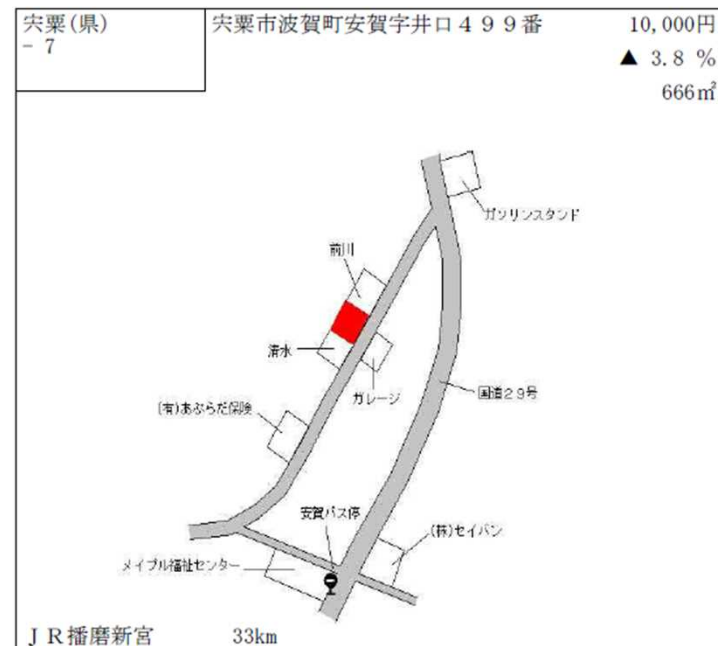 宍粟(県)
- 7
宍粟市波賀町安賀字井口４９９番
10,000円
▲ 3.8 %
666㎡
ガソリンスタンド
前川
清水
ガレージ
国道２９号
(有)あぶらだ保険
安賀バス停
(株)セイバン
メイプル福祉センター
ＪＲ播磨新宮
33km